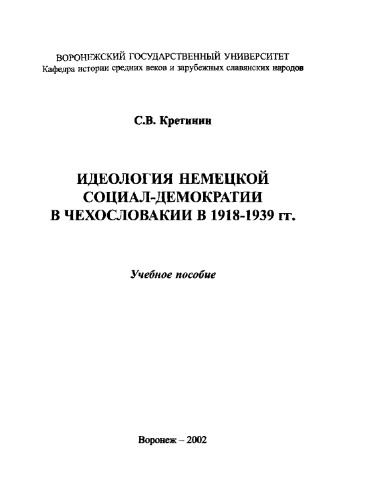 ВОРОНЕЖСКИЙ ГОСУДАРСТВЕННЫЙ УНИВЕРСИТЕТ
Кафедра истории средних веков и зарубежных славянских народов
С.В. Кретинин
ИДЕОЛОГИЯ НЕМЕЦКОЙ
СОЦИАЛ-ДЕМОКРАТИИ
В ЧЕХОСЛОВАКИИ В 1918-1939 гг.
Учебное пособие
Воронеж – 2002